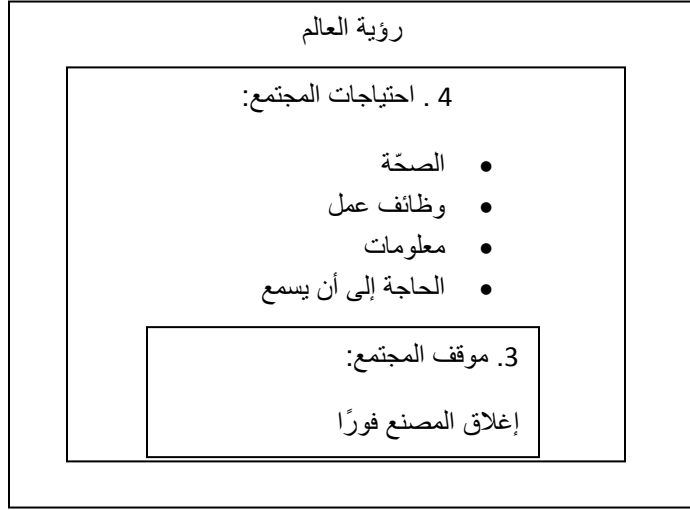 رؤية العالم
4 . احتياجات المجتمع:
• الصحّة
• وظائف عمل
• معلومات
• الحاجة إلى أن يسمع
3. موقف المجتمع:
إغلاق المصنع فورًا